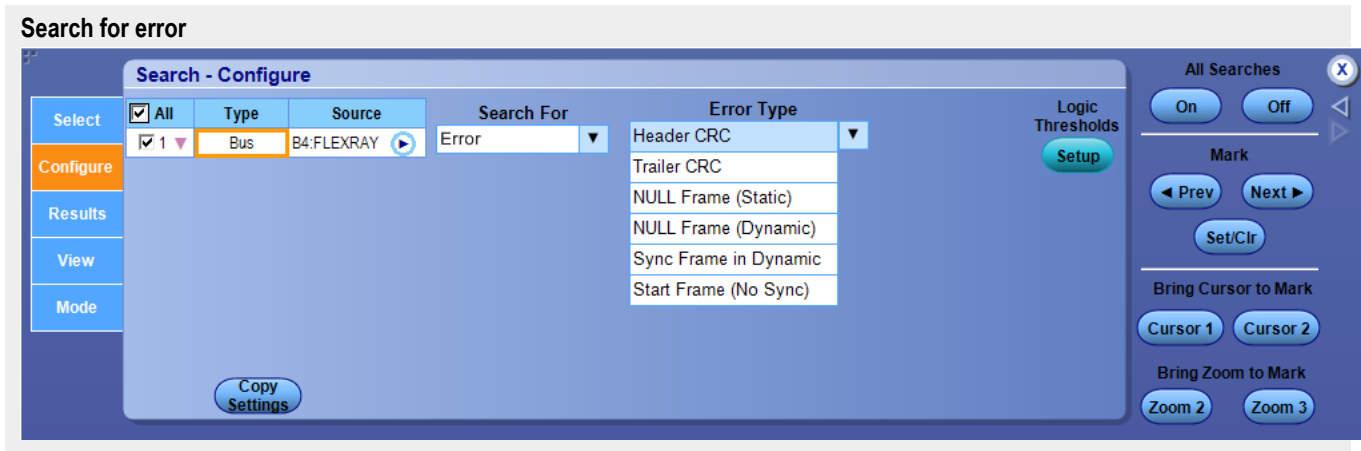 Search for error
Search - Configure
Select
Configure
Results
View
Mode
All Type Source
1 Bus B4:FLEXRAY
Search For
Error
Error Type
Header CRC
Trailer CRC
NULL Frame (Static)
NULL Frame (Dynamic)
Sync Frame in Dynamic
Start Frame (No Sync)
Logic
Thresholds
Setup
Copy
Settings
All Searches
X
On Off
Mark
◄ Prev Next ►
Set/Clr
Bring Cursor to Mark
Cursor 1 Cursor 2
Bring Zoom to Mark
Zoom 2 Zoom 3